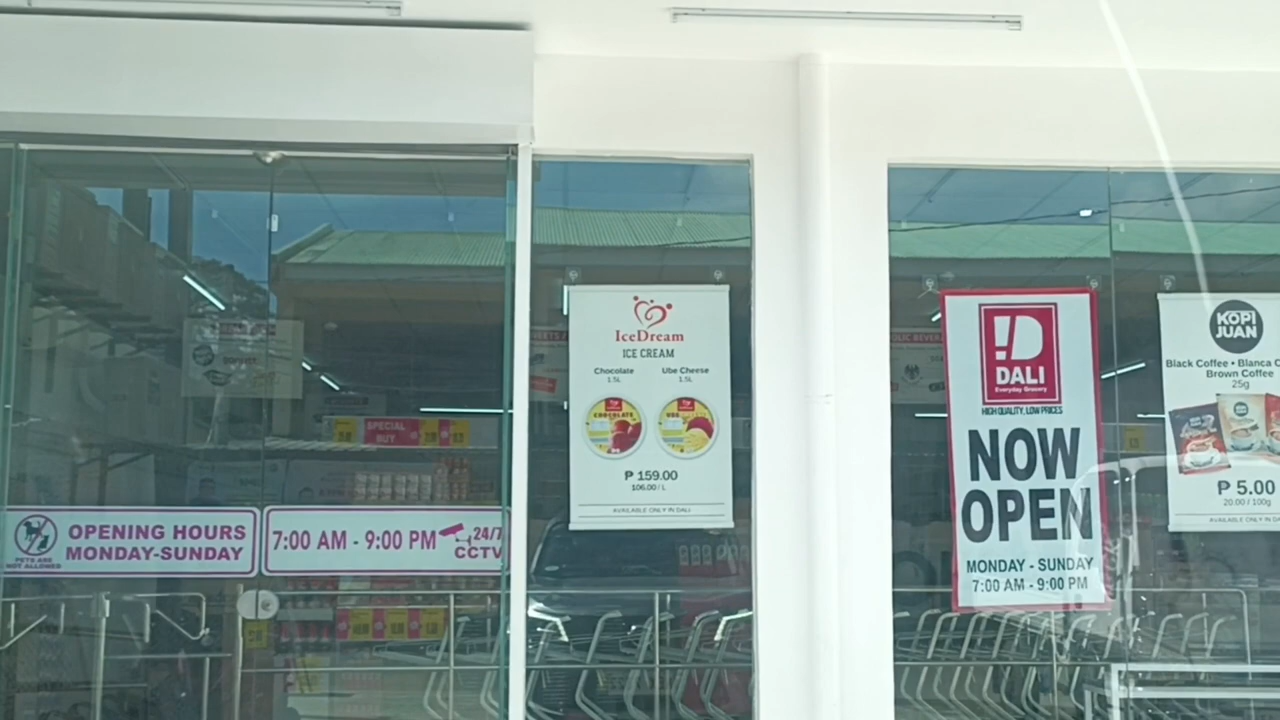 SPECIAL
BUY
PETS ARE
NOT ALLOWED
OPENING HOURS
MONDAY-SUNDAY
7:00 AM - 9:00 PM
24/7
CCTV
IceDream
ICE CREAM
Chocolate
1.5L
Ube Cheese
1.5L
CHOCOLATE
₱ 159.00
106.00 / L
AVAILABLE ONLY IN DALI
!D
DALI
Everyday Grocery
HIGH QUALITY, LOW PRICES
NOW
OPEN
MONDAY - SUNDAY
7:00 AM - 9:00 PM
KOPI
JUAN
Black Coffee • Blanca C
Brown Coffee
25g
₱ 5.00
20.00 / 100g
AVAILABLE ONLY IN DA